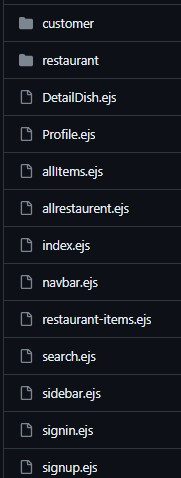 customer
restaurant
DetailDish.ejs
Profile.ejs
allItems.ejs
allrestaurent.ejs
index.ejs
navbar.ejs
restaurant-items.ejs
search.ejs
sidebar.ejs
signin.ejs
signup.ejs